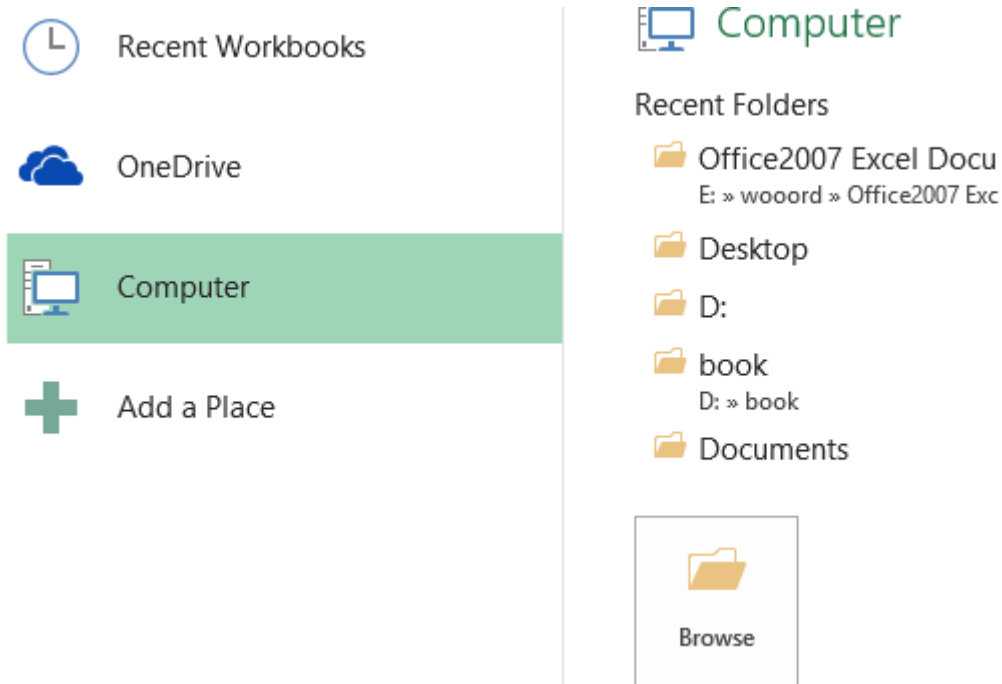 Recent Workbooks
OneDrive
Computer
Add a Place
Computer
Recent Folders
Office2007 Excel Docu
E: » wooord » Office2007 Exc
Desktop
D:
book
D: » book
Documents
Browse